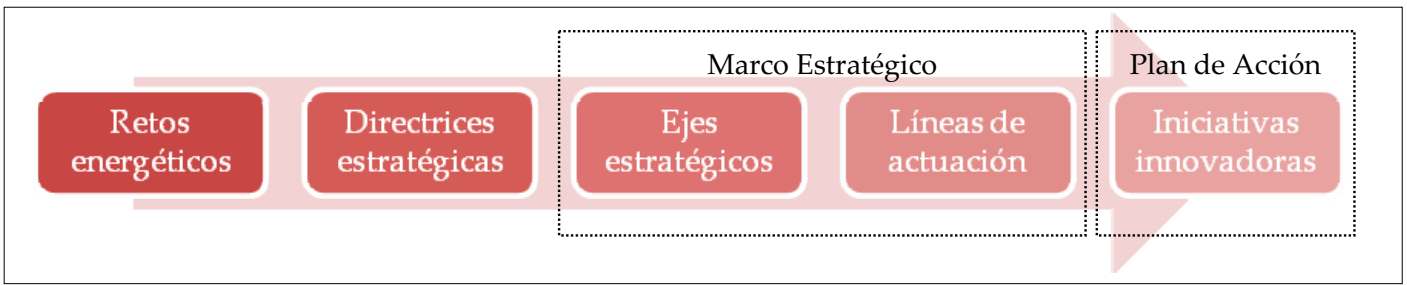 Marco Estratégico
Plan de Acción
Retos
energéticos
Directrices
estratégicas
Ejes
estratégicos
Líneas de
actuación
Iniciativas
innovadoras